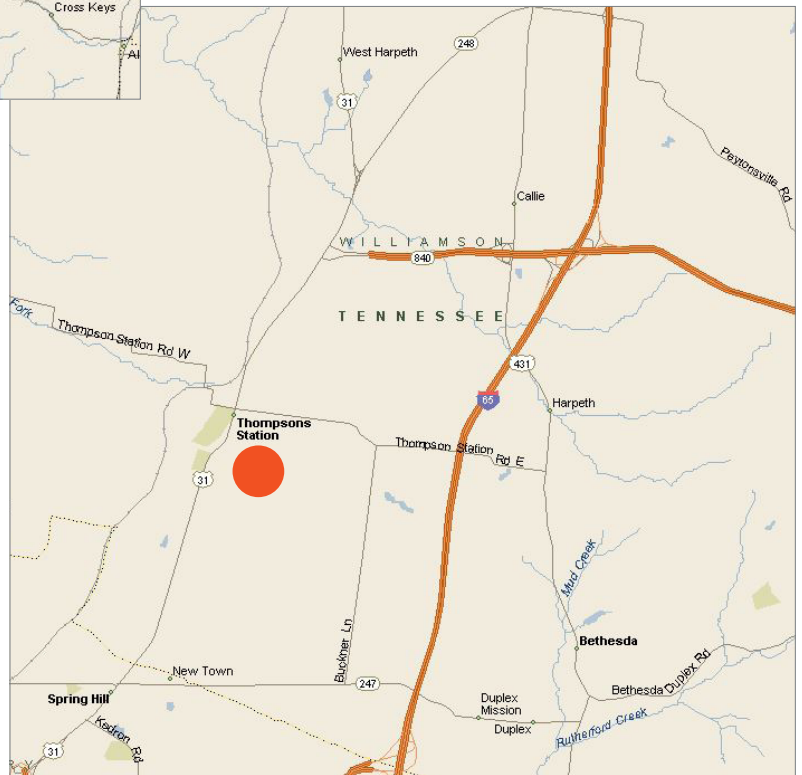 Cross Keys
Al
West Harpeth
248
31
Peytonsville Rd
Callie
WILLIAMSON
840
TENNESSEE
Fork
Thompson Station Rd W
431
65
Harpeth
Thompsons
Station
Thompson Station
Rd E
31
Mud Creek
Buckner Ln
Bethesda
New Town
247
Bethesda Duplex Rd
Spring Hill
Duplex
Mission
Duplex
Rutherford Creek
Kedron Rd
31